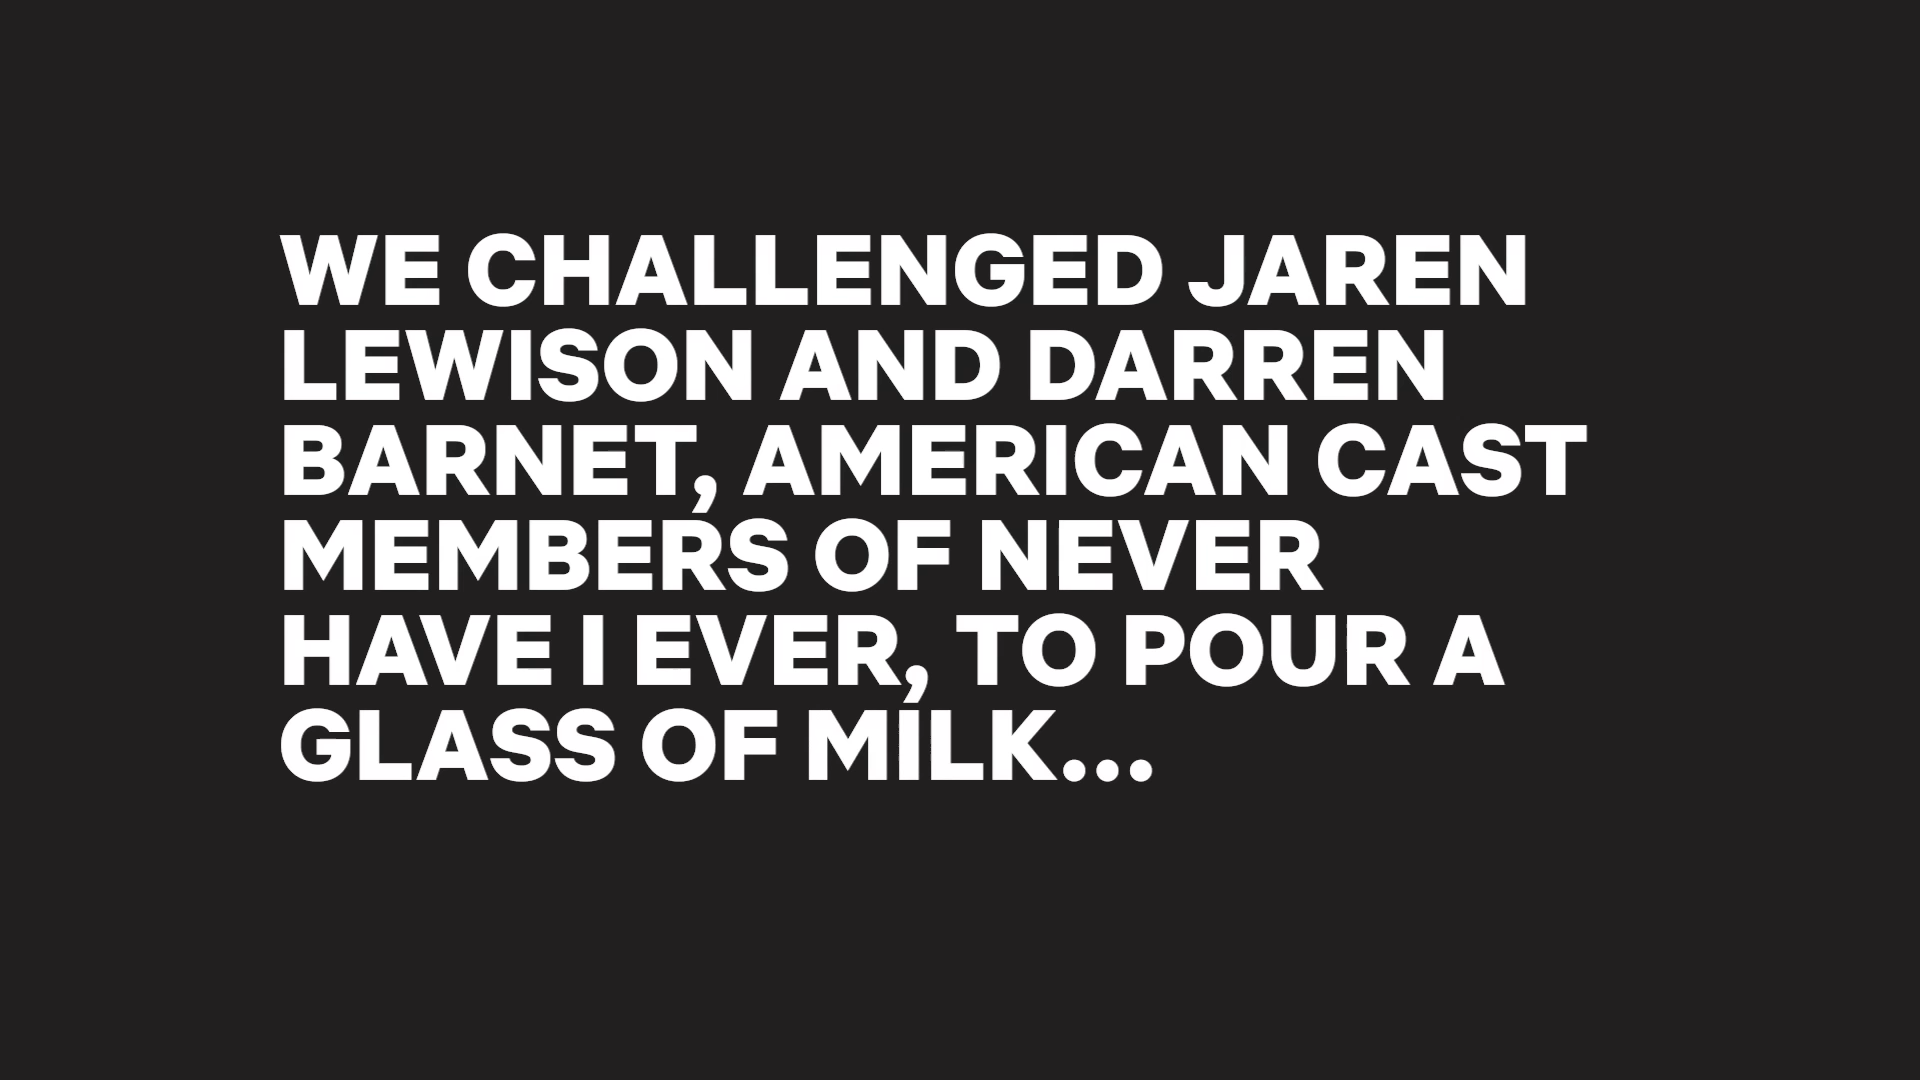 WE CHALLENGED JAREN
LEWISON AND DARREN
BARNET, AMERICAN CAST
MEMBERS OF NEVER
HAVE I EVER, TO POUR A
GLASS OF MILK...